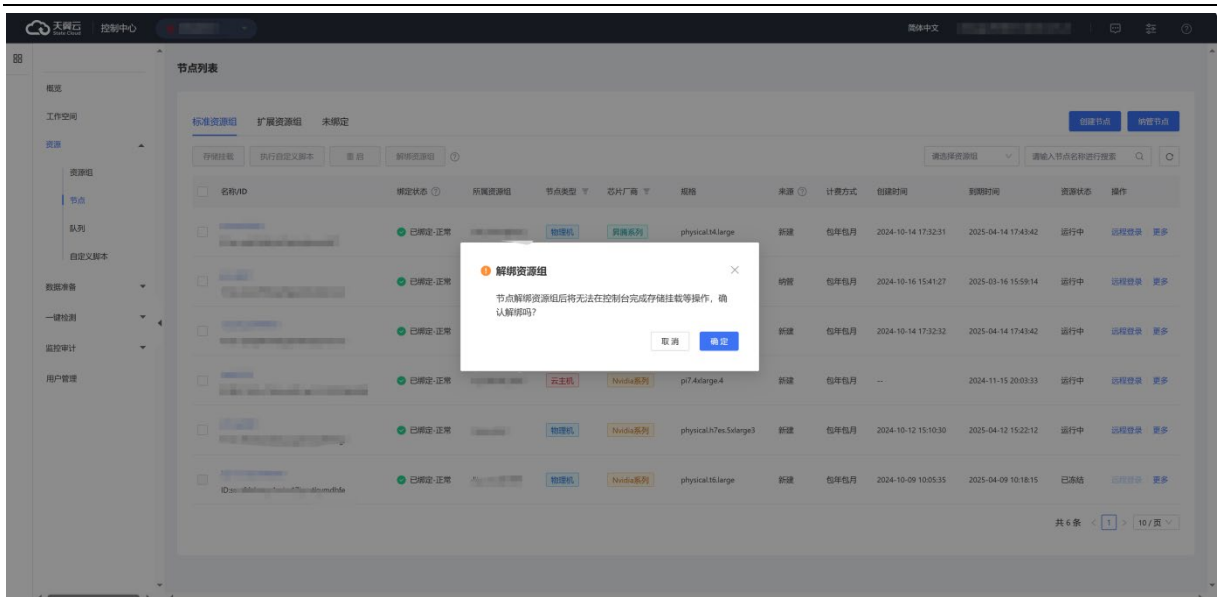 天翼云 控制中心 简体中文
State Cloud
节点列表
概览
工作空间
资源
资源组
节点
队列
自定义脚本
数据准备
一键检测
监控审计
用户管理
标准资源组 扩展资源组 未绑定 创建节点 纳管节点
存储挂载 执行自定义脚本 重启 解绑资源组 请选择资源组 请输入节点名称进行搜索
名称/ID 绑定状态 所属资源组 节点类型 芯片厂商 规格 来源 计费方式 创建时间 到期时间 资源状态 操作
已绑定-正常 物理机 昇腾系列 physical.t4.large 新建 包年包月 2024-10-14 17:32:31 2025-04-14 17:43:42 运行中 远程登录 更多
已绑定-正常 纳管 包年包月 2024-10-16 15:41:27 2025-03-16 15:59:14 运行中 远程登录 更多
已绑定-正常 新建 包年包月 2024-10-14 17:32:32 2025-04-14 17:43:42 运行中 远程登录 更多
已绑定-正常 云主机 Nvidia系列 pi7.4xlarge.4 新建 包年包月 -- 2024-11-15 20:03:33 运行中 远程登录 更多
已绑定-正常 物理机 Nvidia系列 physical.h7es.5xlarge3 新建 包年包月 2024-10-12 15:10:30 2025-04-12 15:22:12 运行中 远程登录 更多
已绑定-正常 物理机 Nvidia系列 physical.t6.large 新建 包年包月 2024-10-09 10:05:35 2025-04-09 10:18:15 已冻结 远程登录 更多
解绑资源组
节点解绑资源组后将无法在控制台完成存储挂载等操作，确
认解绑吗？
取消 确定
共 6 条 1 10 / 页